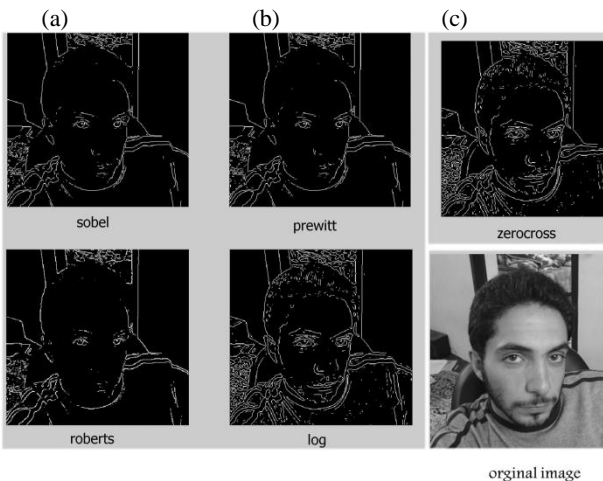 (a) (b) (c)
sobel prewitt zerocross
roberts log
orginal image